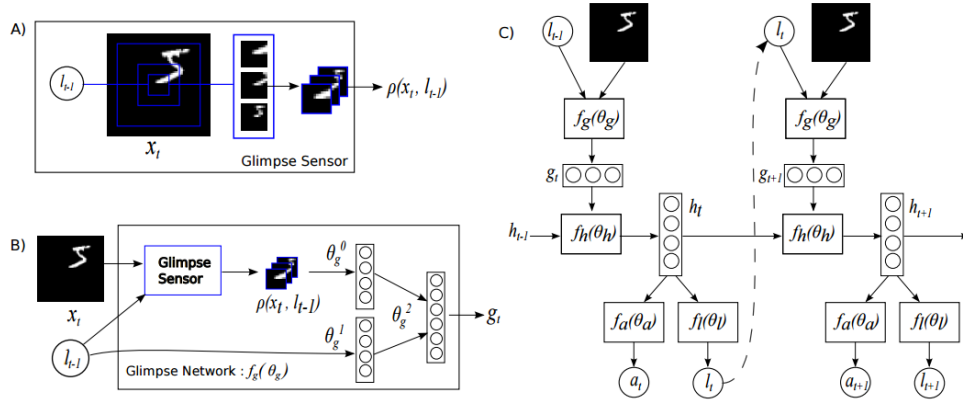 A)
l_{t-1}
x_t
ρ(x_t, l_{t-1})
Glimpse Sensor
B)
x_t
l_{t-1}
Glimpse
Sensor
ρ(x_t, l_{t-1})
θ_g^0
θ_g^1
θ_g^2
g_t
Glimpse Network : f_g(θ_g)
C)
l_{t-1}
l_t
f_g(θ_g)
f_g(θ_g)
g_t
g_{t+1}
h_{t-1}
f_h(θ_h)
h_t
f_h(θ_h)
h_{t+1}
f_a(θ_a)
f_l(θ_l)
f_a(θ_a)
f_l(θ_l)
a_t
l_t
a_{t+1}
l_{t+1}